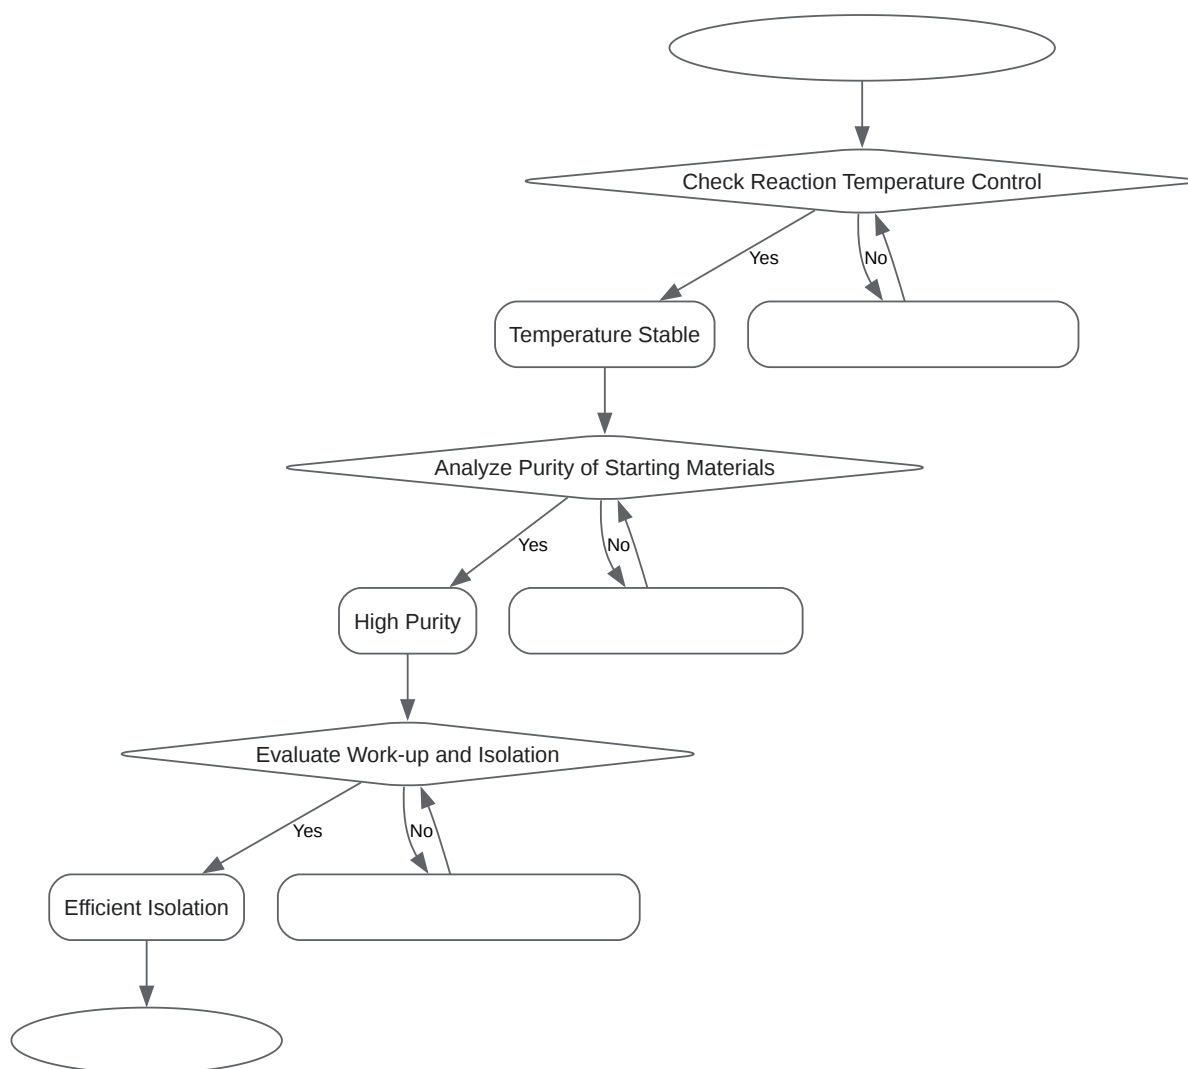 Check Reaction Temperature Control
Yes
No
Temperature Stable
Analyze Purity of Starting Materials
Yes
No
High Purity
Evaluate Work-up and Isolation
Yes
No
Efficient Isolation